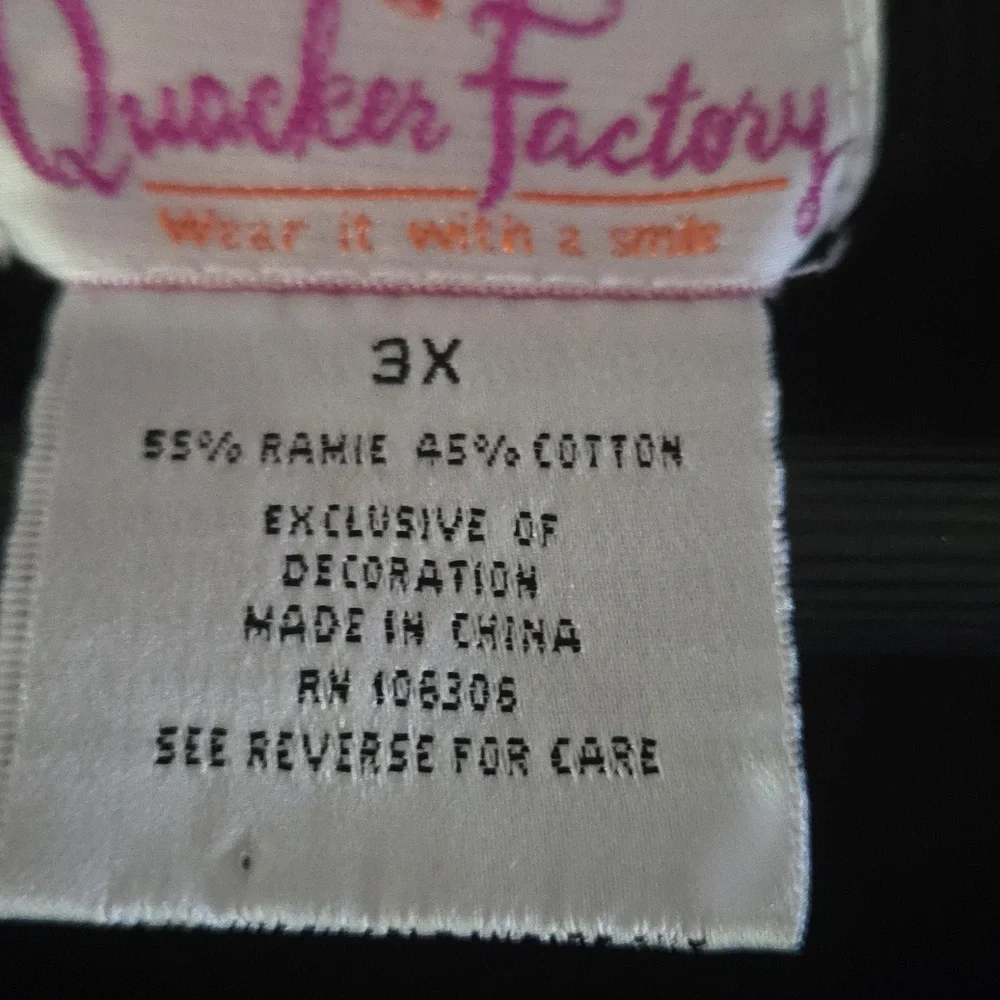 Quacker Factory
Wear it with a smile
3X
55% RAMIE 45% COTTON
EXCLUSIVE OF
DECORATION
MADE IN CHINA
RN 106306
SEE REVERSE FOR CARE